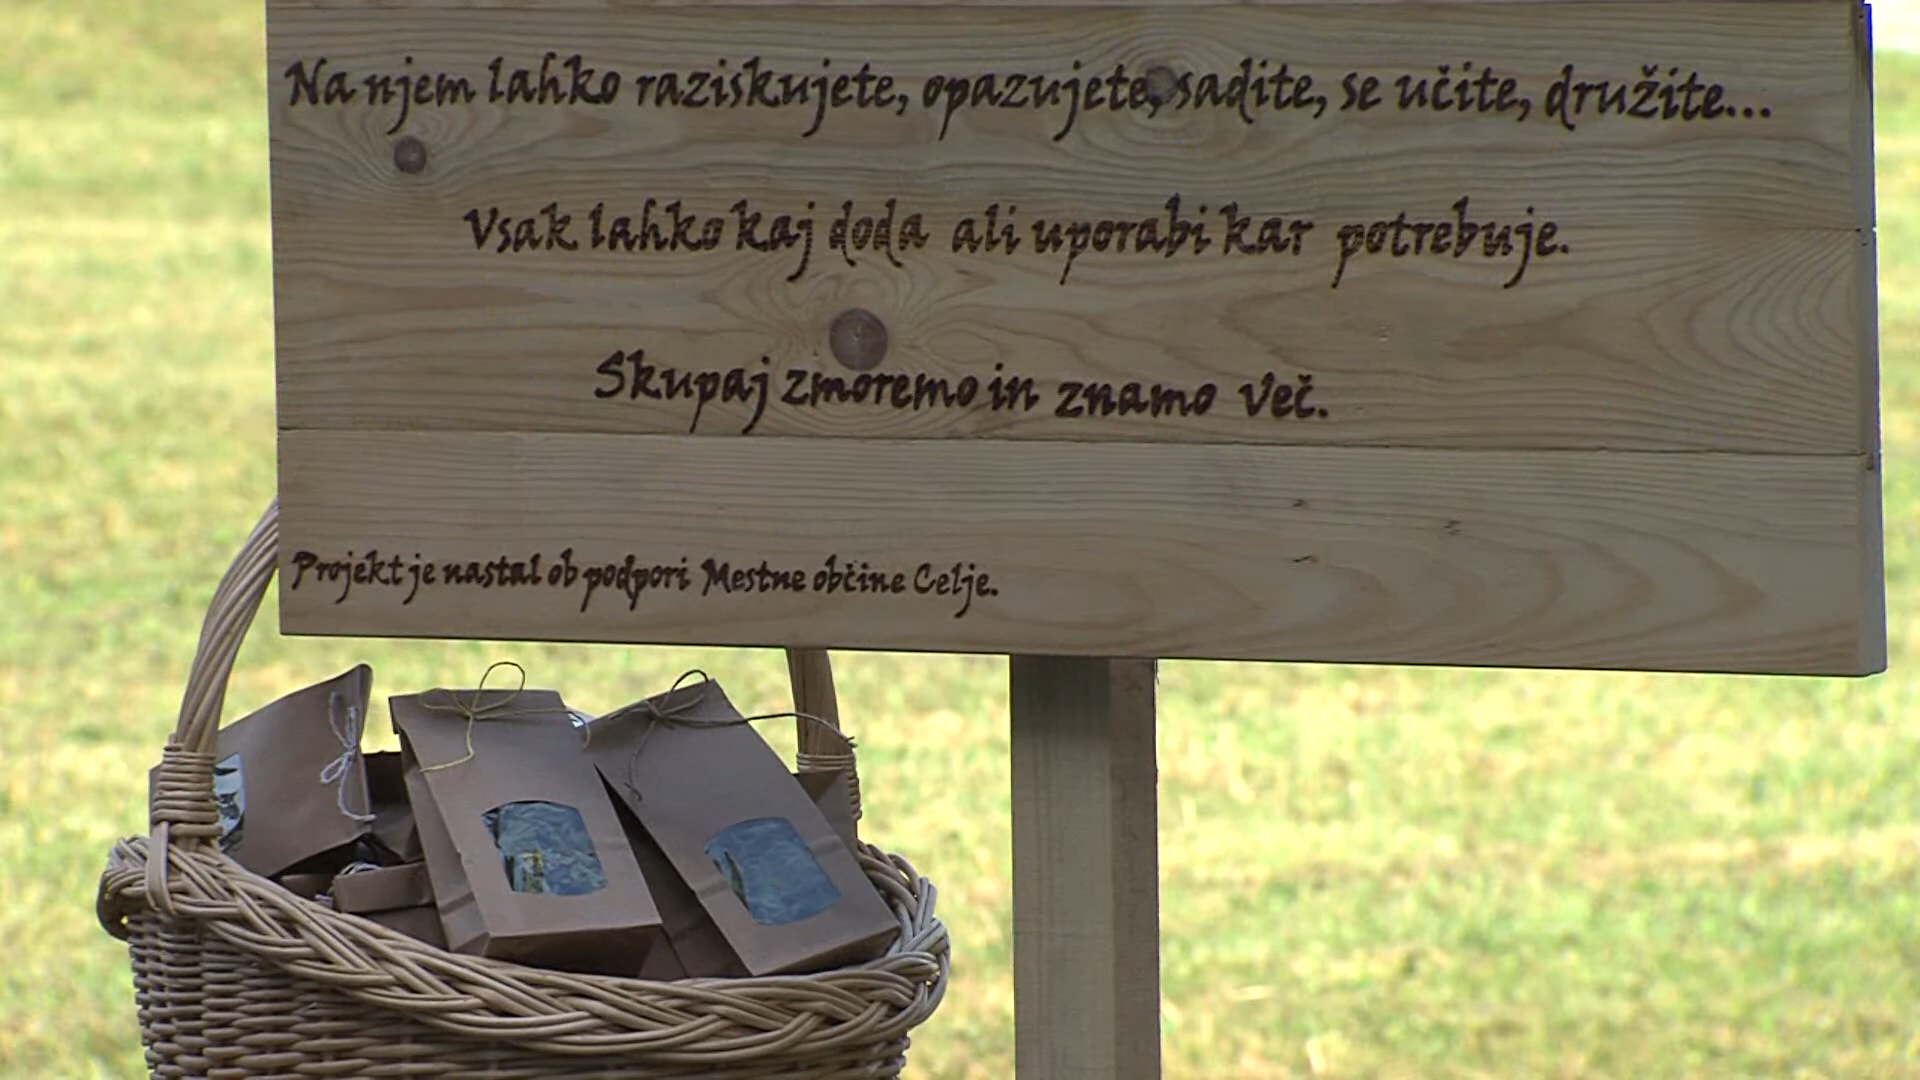 Na njem lahko raziskujete, opazujete, sadite, se učite, družite...
Vsak lahko kaj doda ali uporabi kar potrebuje.
Skupaj zmoremo in znamo več.
Projekt je nastal ob podpori Mestne občine Celje.